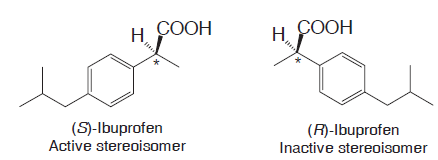 H COOH
*
(S)-Ibuprofen
Active stereoisomer
H COOH
*
(R)-Ibuprofen
Inactive stereoisomer